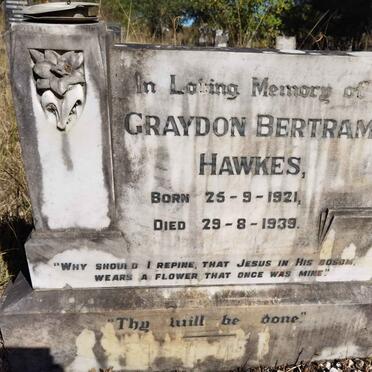 In Loving Memory of
GRAYDON BERTRAM
HAWKES,
BORN 25-9-1921,
DIED 29-8-1939.
"WHY SHOULD I REPINE, THAT JESUS IN HIS BOSOM,
WEARS A FLOWER THAT ONCE WAS MINE."
"Thy will be done."